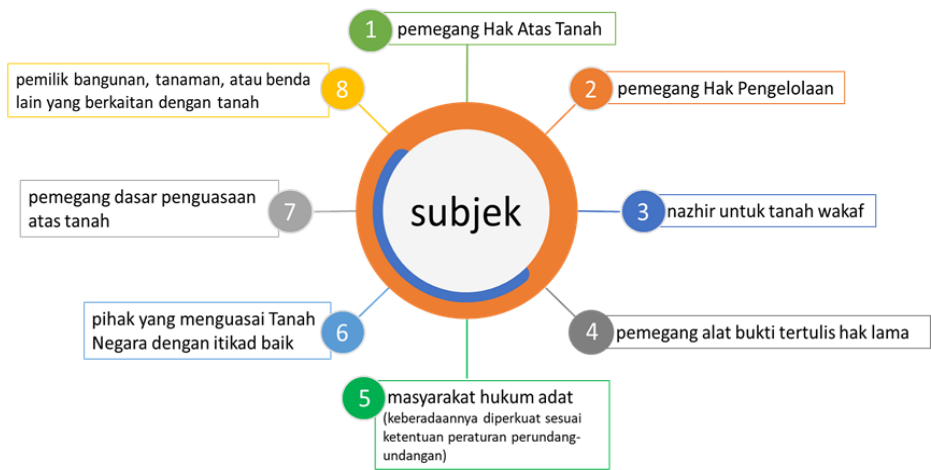 subjek
1 pemegang Hak Atas Tanah
2 pemegang Hak Pengelolaan
3 nazhir untuk tanah wakaf
4 pemegang alat bukti tertulis hak lama
5 masyarakat hukum adat
(keberadaannya diperkuat sesuai
ketentuan peraturan perundang-
undangan)
6 pihak yang menguasai Tanah
Negara dengan itikad baik
7 pemegang dasar penguasaan
atas tanah
8 pemilik bangunan, tanaman, atau benda
lain yang berkaitan dengan tanah